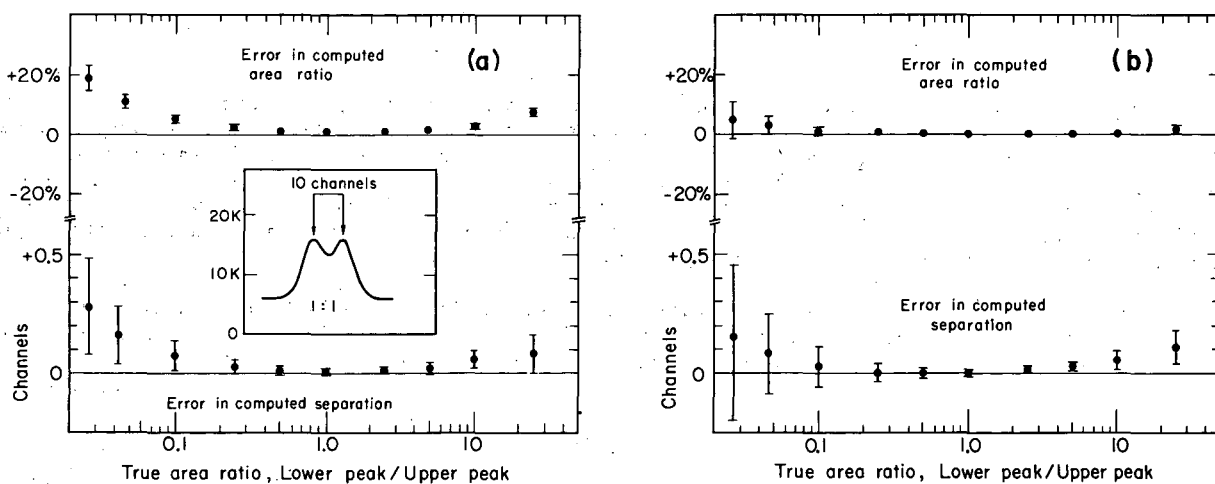 Error in computed
area ratio
(a)
+20%
0
-20%
10 channels
20K
10K
0
1:1
+0.5
0
Channels
Error in computed separation
0.1
1.0
10
True area ratio, Lower peak/Upper peak
Error in computed
area ratio
(b)
+20%
0
-20%
+0.5
0
Channels
Error in computed
separation
0.1
1.0
10
True area ratio, Lower peak/Upper peak